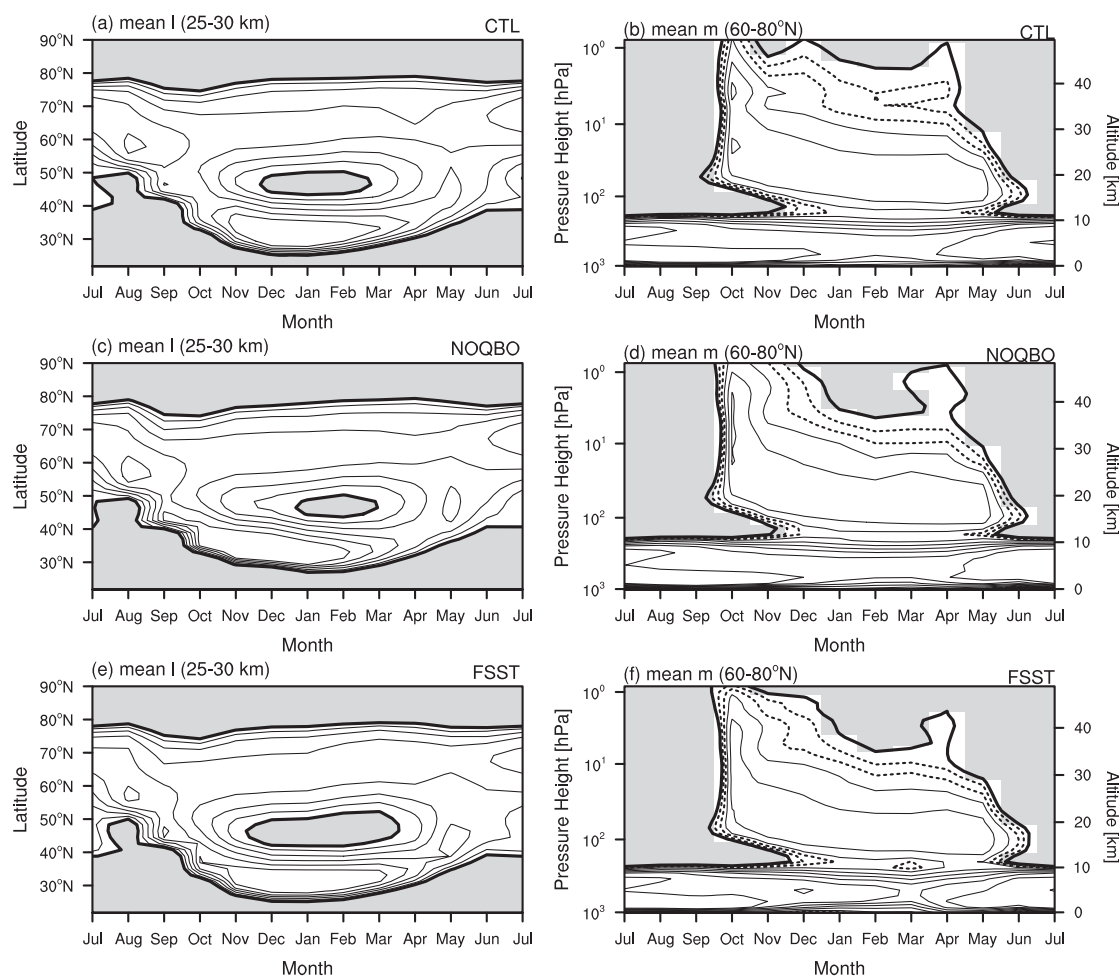 (a) mean l (25-30 km) CTL
90°N
80°N
70°N
60°N
50°N
40°N
30°N
Latitude
Jul Aug Sep Oct Nov Dec Jan Feb Mar Apr May Jun Jul
Month
(b) mean m (60-80°N) CTL
10⁰
10¹
10²
10³
Pressure Height [hPa]
40
30
20
10
0
Altitude [km]
Jul Aug Sep Oct Nov Dec Jan Feb Mar Apr May Jun Jul
Month
(c) mean l (25-30 km) NOQBO
90°N
80°N
70°N
60°N
50°N
40°N
30°N
Latitude
Jul Aug Sep Oct Nov Dec Jan Feb Mar Apr May Jun Jul
Month
(d) mean m (60-80°N) NOQBO
10⁰
10¹
10²
10³
Pressure Height [hPa]
40
30
20
10
0
Altitude [km]
Jul Aug Sep Oct Nov Dec Jan Feb Mar Apr May Jun Jul
Month
(e) mean l (25-30 km) FSST
90°N
80°N
70°N
60°N
50°N
40°N
30°N
Latitude
Jul Aug Sep Oct Nov Dec Jan Feb Mar Apr May Jun Jul
Month
(f) mean m (60-80°N) FSST
10⁰
10¹
10²
10³
Pressure Height [hPa]
40
30
20
10
0
Altitude [km]
Jul Aug Sep Oct Nov Dec Jan Feb Mar Apr May Jun Jul
Month